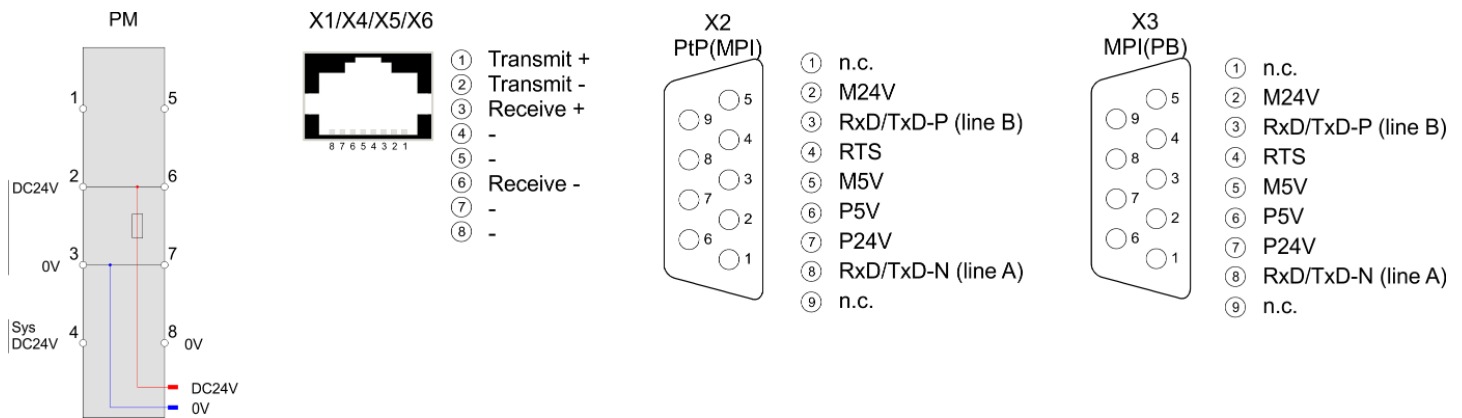 PM
1 5
DC24V 2 6
0V 3 7
Sys
DC24V 4 8 0V
DC24V
0V
X1/X4/X5/X6
8 7 6 5 4 3 2 1
1 Transmit +
2 Transmit -
3 Receive +
4 -
5 -
6 Receive -
7 -
8 -
X2
PtP(MPI)
5
9
4
8
3
7
2
6
1
1 n.c.
2 M24V
3 RxD/TxD-P (line B)
4 RTS
5 M5V
6 P5V
7 P24V
8 RxD/TxD-N (line A)
9 n.c.
X3
MPI(PB)
5
9
4
8
3
7
2
6
1
1 n.c.
2 M24V
3 RxD/TxD-P (line B)
4 RTS
5 M5V
6 P5V
7 P24V
8 RxD/TxD-N (line A)
9 n.c.